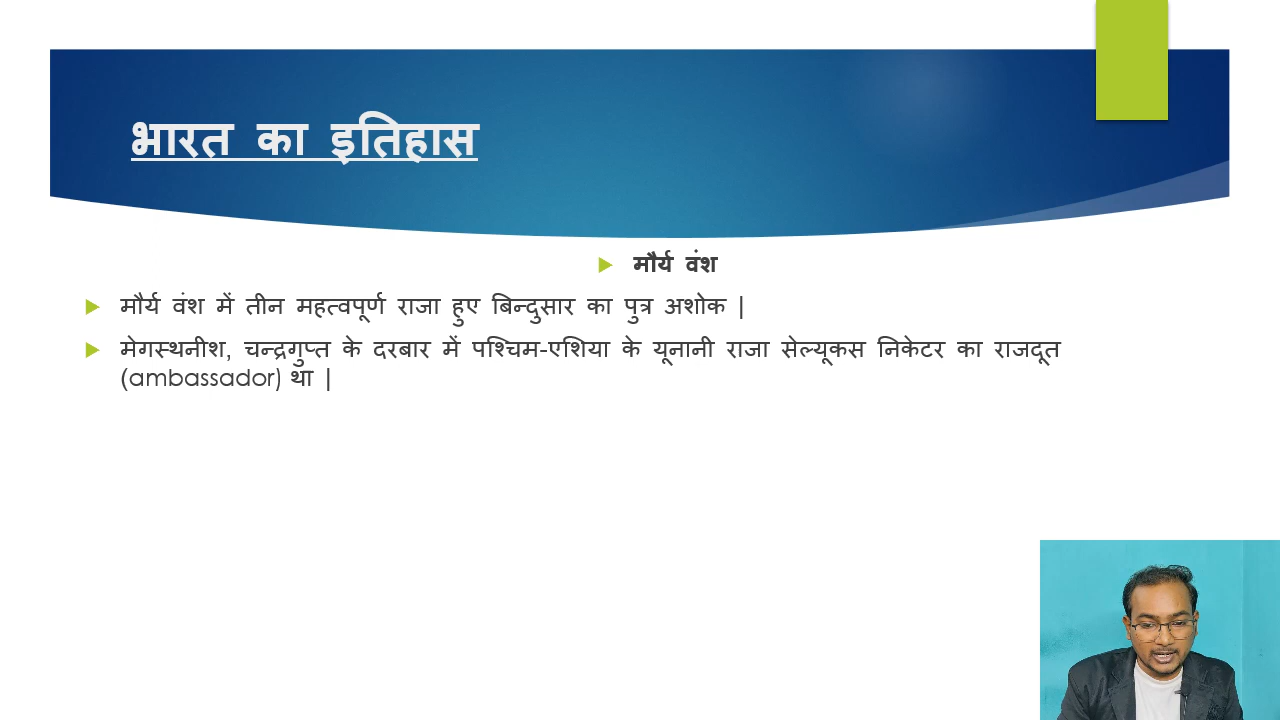 भारत का इतिहास
मौर्य वंश
मौर्य वंश में तीन महत्वपूर्ण राजा हुए बिन्दुसार का पुत्र अशोक |
मेगस्थनीश, चन्द्रगुप्त के दरबार में पश्चिम-एशिया के यूनानी राजा सेल्यूकस निकेटर का राजदूत
(ambassador) था |